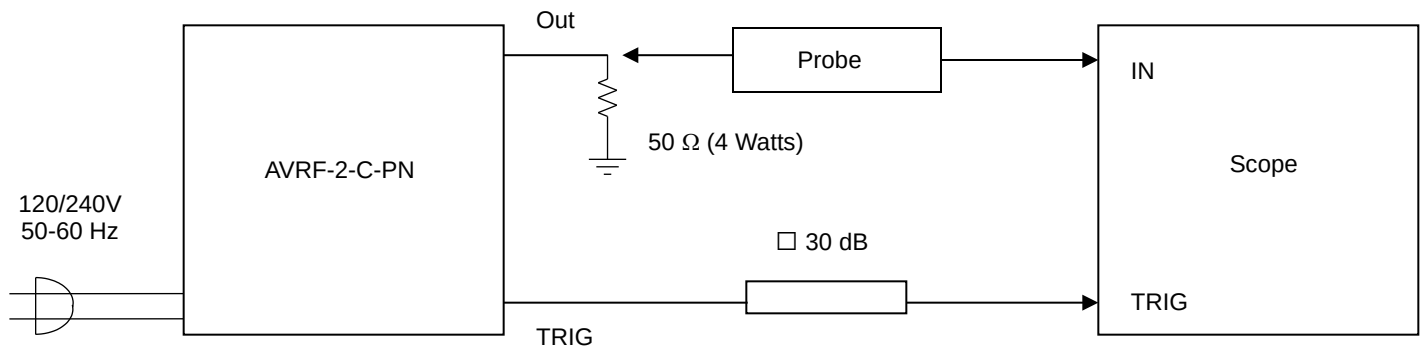 Out
Probe
IN
50 Ω (4 Watts)
AVRF-2-C-PN
Scope
120/240V
50-60 Hz
□ 30 dB
TRIG
TRIG